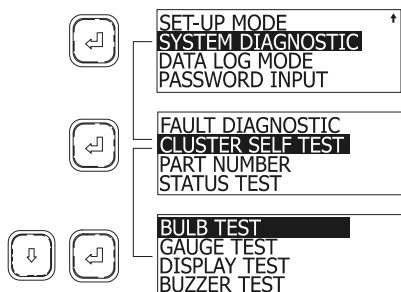 SET-UP MODE
SYSTEM DIAGNOSTIC
DATA LOG MODE
PASSWORD INPUT
FAULT DIAGNOSTIC
CLUSTER SELF TEST
PART NUMBER
STATUS TEST
BULB TEST
GAUGE TEST
DISPLAY TEST
BUZZER TEST